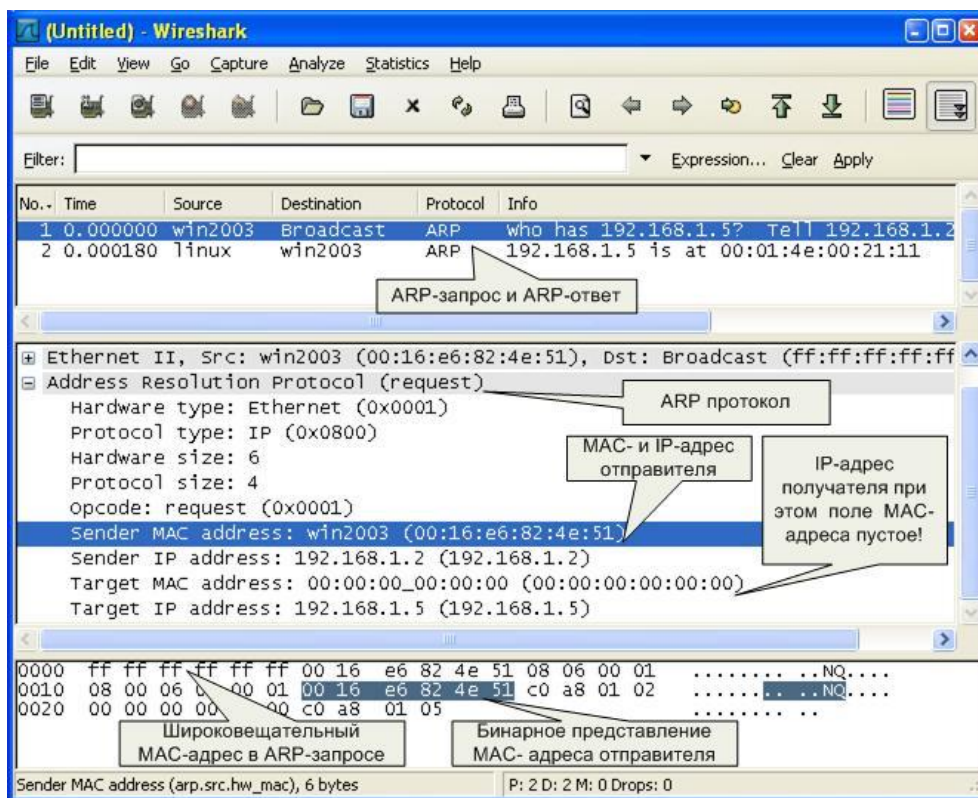 (Untitled) - Wireshark
File Edit View Go Capture Analyze Statistics Help
Filter: Expression... Clear Apply
No. Time Source Destination Protocol Info
1 0.000000 win2003 Broadcast ARP who has 192.168.1.5? Tell 192.168.1.2
2 0.000180 linux win2003 ARP 192.168.1.5 is at 00:01:4e:00:21:11
ARP-запрос и ARP-ответ
Ethernet II, Src: win2003 (00:16:e6:82:4e:51), Dst: Broadcast (ff:ff:ff:ff:ff
Address Resolution Protocol (request)
ARP протокол
Hardware type: Ethernet (0x0001)
Protocol type: IP (0x0800)
Hardware size: 6
Protocol size: 4
Opcode: request (0x0001)
МАС- и IP-адрес
отправителя
IP-адрес
получателя при
этом поле МАС-
адреса пустое!
Sender MAC address: win2003 (00:16:e6:82:4e:51)
Sender IP address: 192.168.1.2 (192.168.1.2)
Target MAC address: 00:00:00_00:00:00 (00:00:00:00:00:00)
Target IP address: 192.168.1.5 (192.168.1.5)
0000 ff ff ff ff ff ff 00 16 e6 82 4e 51 08 06 00 01 ........ ..NQ....
0010 08 00 06 00 01 00 16 e6 82 4e 51 c0 a8 01 02 ........ ..NQ....
0020 00 00 00 00 00 c0 a8 01 05 ........ ..
Широковещательный
МАС-адрес в ARP-запросе
Бинарное представление
МАС- адреса отправителя
Sender MAC address (arp.src.hw_mac), 6 bytes P: 2 D: 2 M: 0 Drops: 0